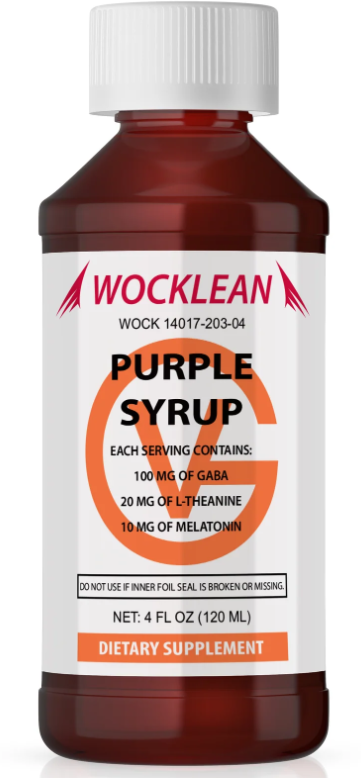 WOCKLEAN
WOCK 14017-203-04
PURPLE
SYRUP
EACH SERVING CONTAINS:
100 MG OF GABA
20 MG OF L-THEANINE
10 MG OF MELATONIN
DO NOT USE IF INNER FOIL SEAL IS BROKEN OR MISSING.
NET: 4 FL OZ (120 ML)
DIETARY SUPPLEMENT